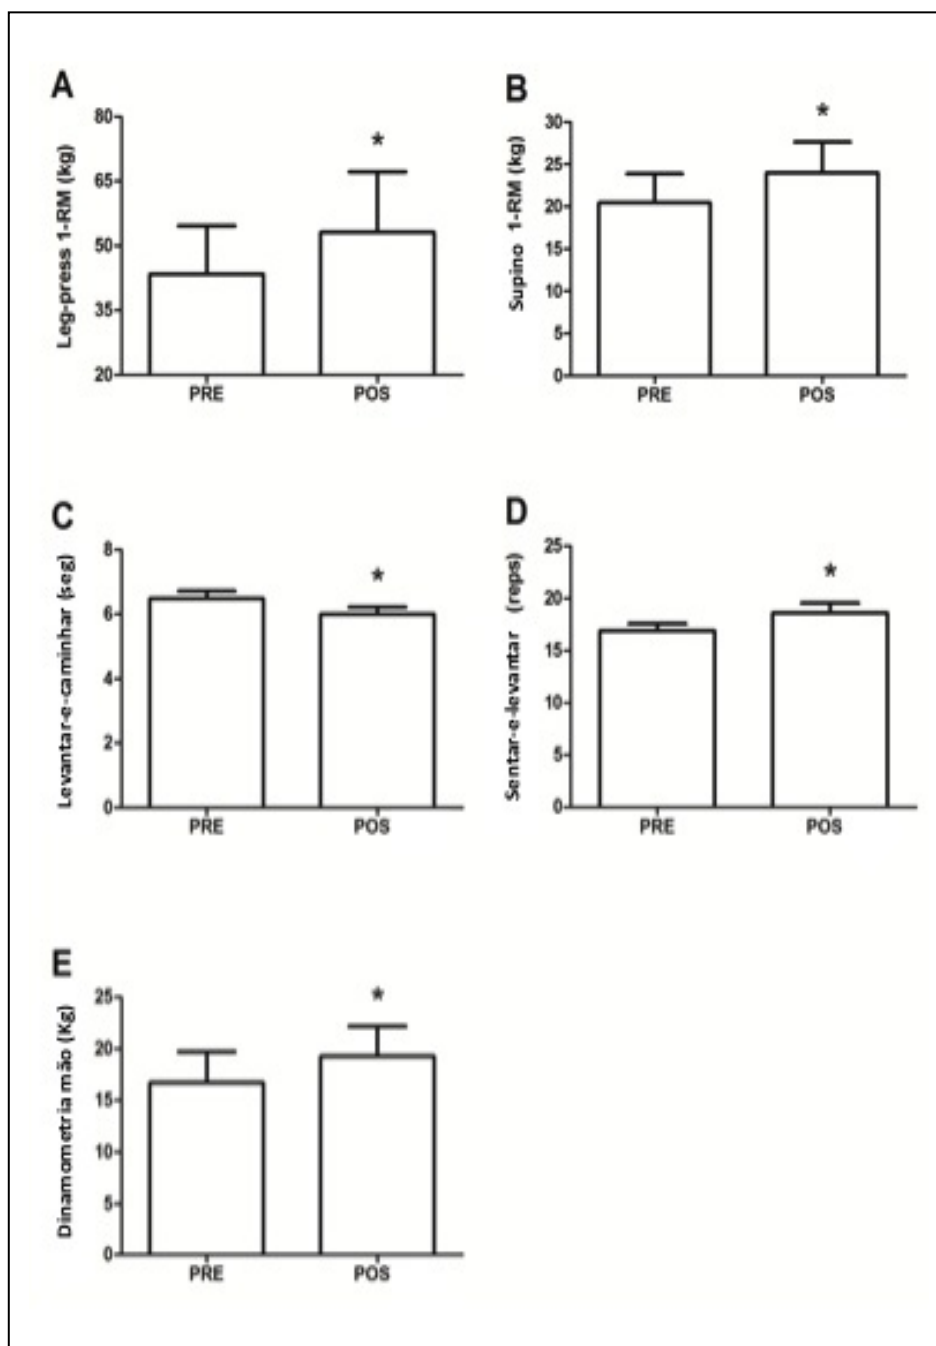 A
Leg-press 1-RM (kg)
80
65
50
35
20
*
PRE POS
B
Supino 1-RM (kg)
30
25
20
15
10
5
0
*
PRE POS
C
Levantar-e-caminhar (seg)
8
6
4
2
0
*
PRE POS
D
Sentar-e-levantar (reps)
25
20
15
10
5
0
*
PRE POS
E
Dinamometria mão (Kg)
25
20
15
10
5
0
*
PRE POS